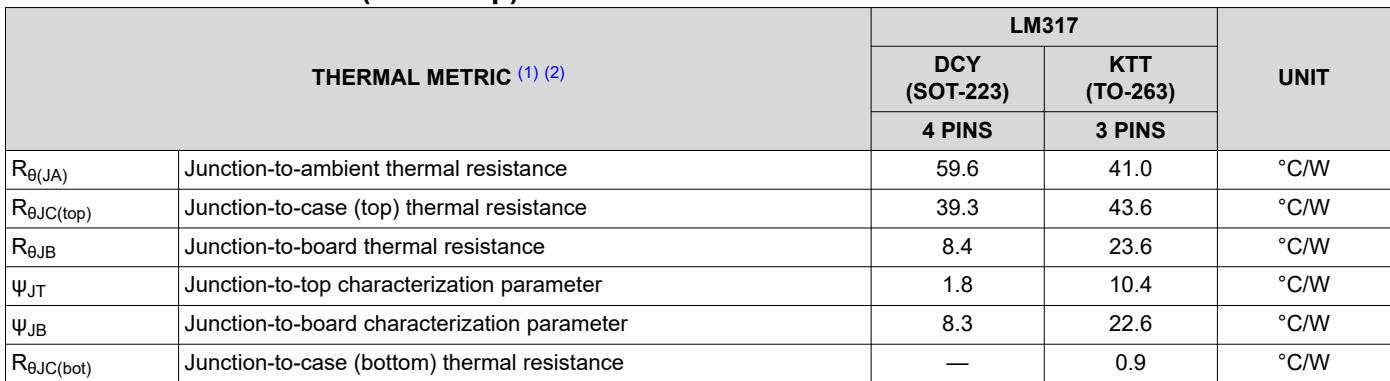 LM317
THERMAL METRIC (1) (2)
DCY
(SOT-223)
KTT
(TO-263)
UNIT
4 PINS
3 PINS
Rθ(JA) Junction-to-ambient thermal resistance 59.6 41.0 °C/W
RθJC(top) Junction-to-case (top) thermal resistance 39.3 43.6 °C/W
RθJB Junction-to-board thermal resistance 8.4 23.6 °C/W
ψJT Junction-to-top characterization parameter 1.8 10.4 °C/W
ψJB Junction-to-board characterization parameter 8.3 22.6 °C/W
RθJC(bot) Junction-to-case (bottom) thermal resistance — 0.9 °C/W